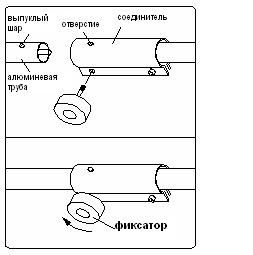 выпуклый
шар
отверстие
соединитель
алюминевая
труба
фиксатор